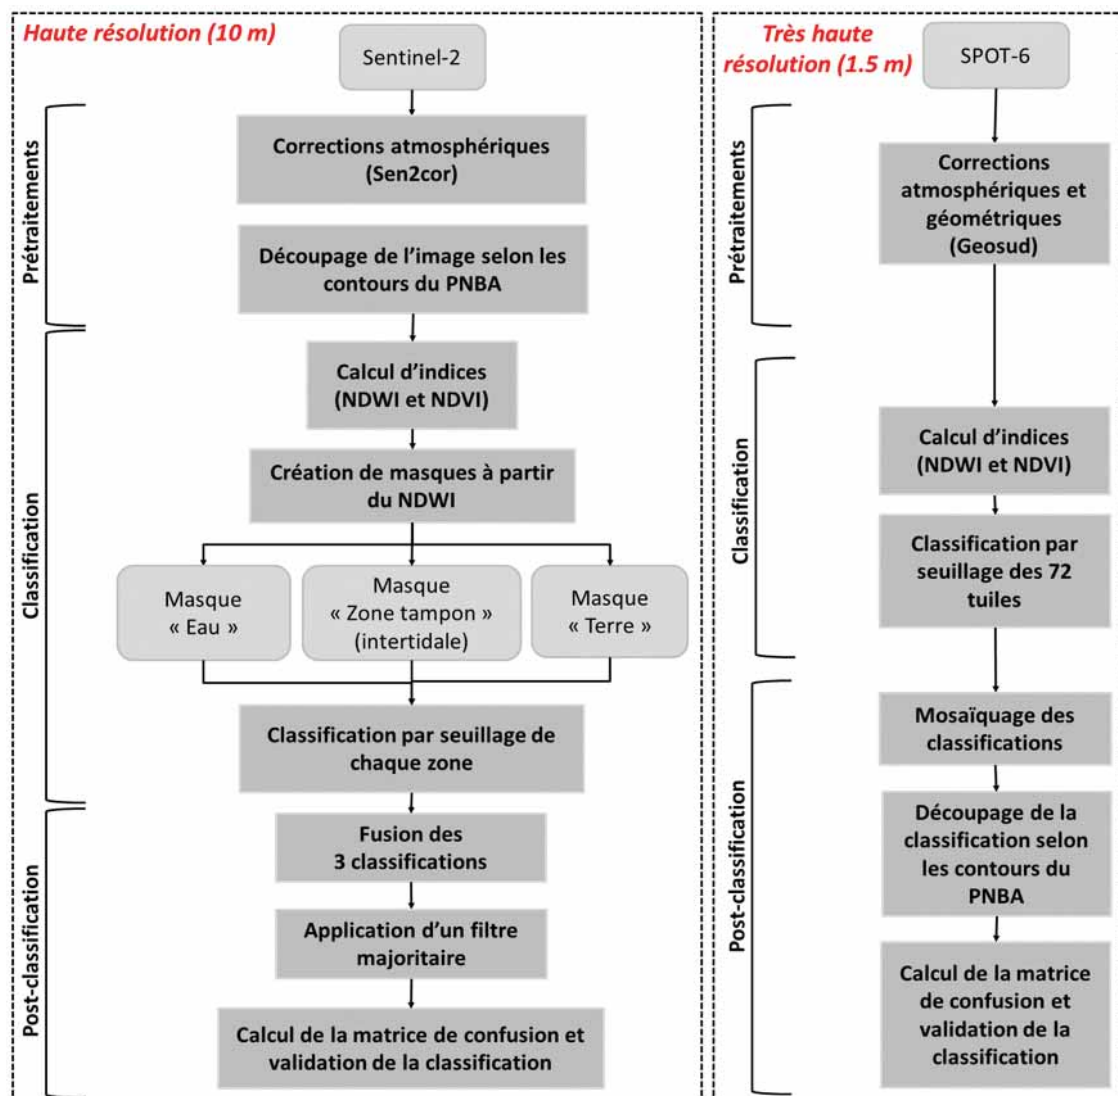 Haute résolution (10 m)
Sentinel-2
Prétraitements
Corrections atmosphériques
(Sen2cor)
Découpage de l’image selon les
contours du PNBA
Classification
Calcul d’indices
(NDWI et NDVI)
Création de masques à partir
du NDWI
Masque
« Eau »
Masque
« Zone tampon »
(intertidale)
Masque
« Terre »
Classification par seuillage de
chaque zone
Post-classification
Fusion des
3 classifications
Application d’un filtre
majoritaire
Calcul de la matrice de confusion et
validation de la classification
Très haute
résolution (1.5 m)
SPOT-6
Prétraitements
Corrections
atmosphériques et
géométriques
(Geosud)
Classification
Calcul d’indices
(NDWI et NDVI)
Classification par
seuillage des 72
tuiles
Post-classification
Mosaïquage des
classifications
Découpage de la
classification selon
les contours du
PNBA
Calcul de la matrice
de confusion et
validation de la
classification